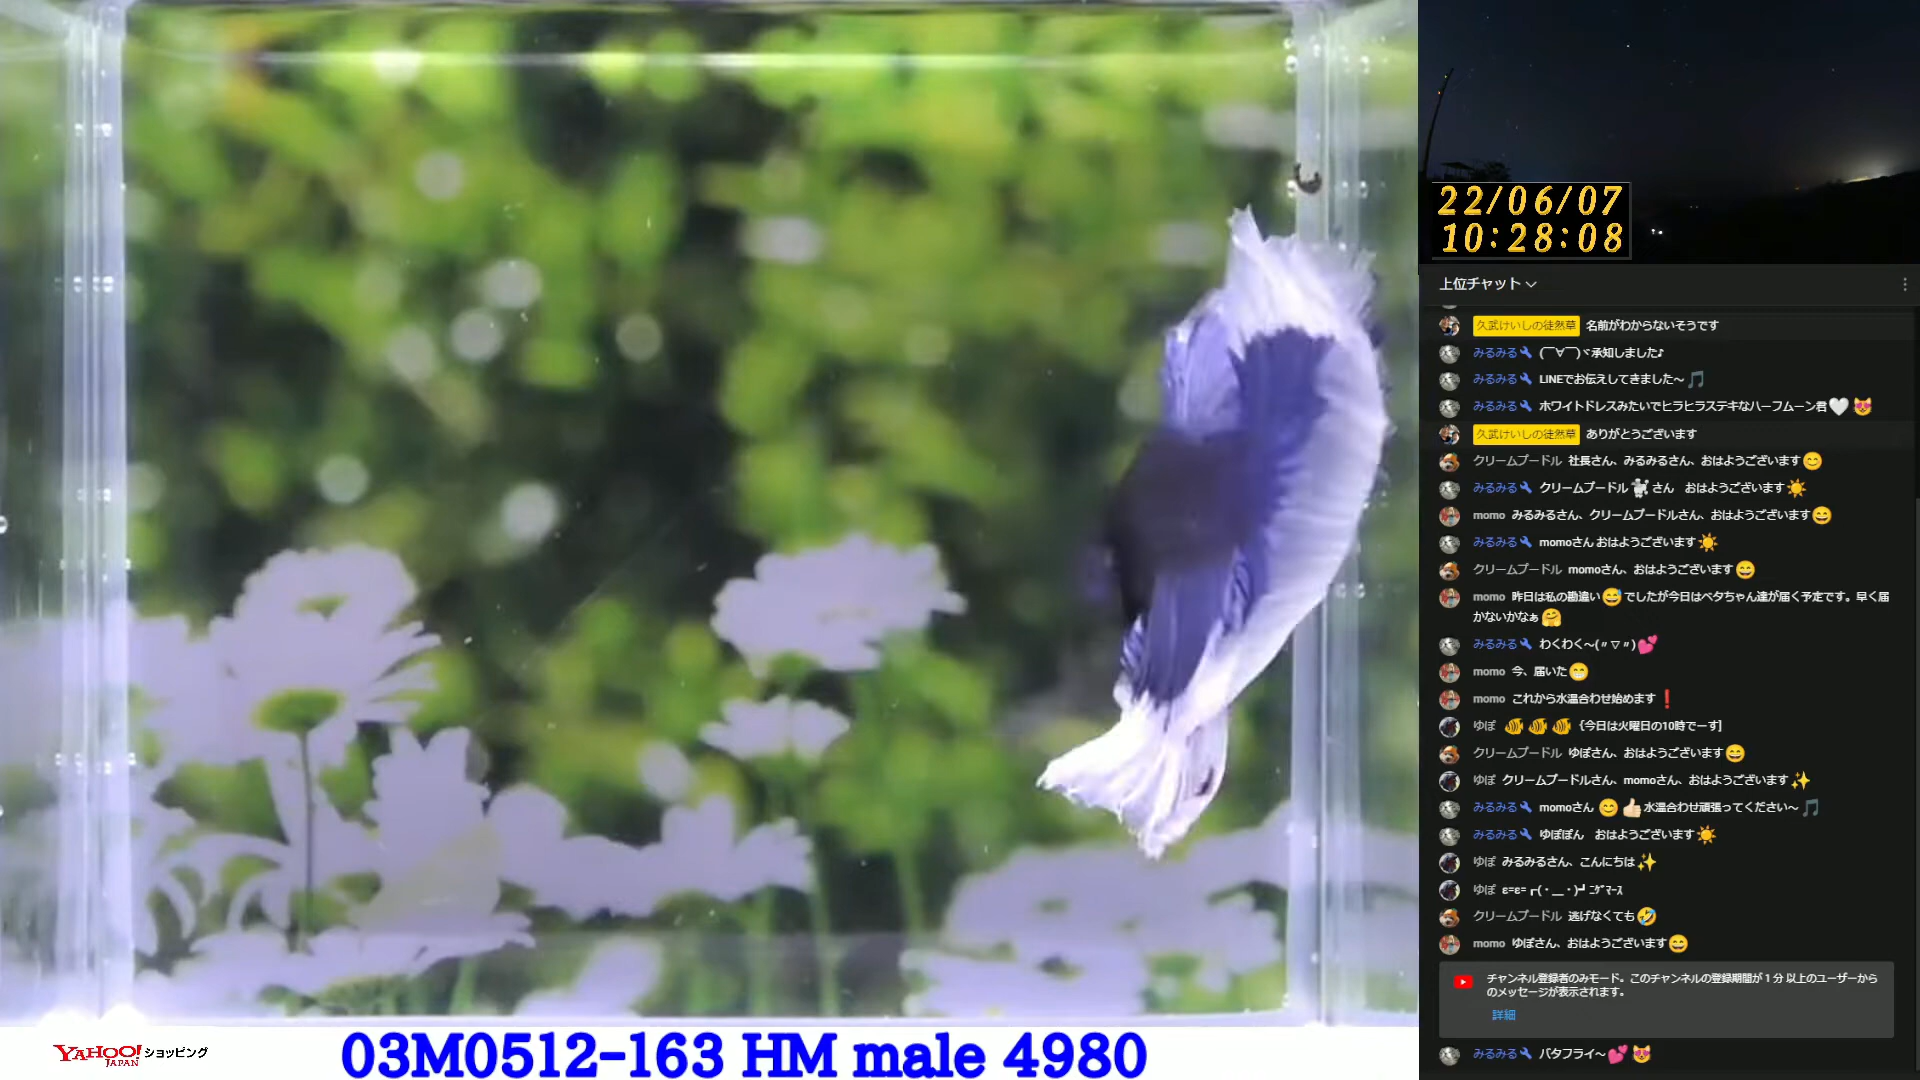 22/06/07
10:28:08
上位チャット
久武けいしの徒然草 名前がわからないそうです
みるみる (￣∀￣)ヾ承知しました♪
みるみる LINEでお伝えしてきました〜🎵
みるみる ホワイトドレスみたいでヒラヒラステキなハーフムーン君🤍😻
久武けいしの徒然草 ありがとうございます
クリームプードル 社長さん、みるみるさん、おはようございます😊
みるみる クリームプードル🐩さん おはようございます☀
momo みるみるさん、クリームプードルさん、おはようございます😄
みるみる momoさん おはようございます☀
クリームプードル momoさん、おはようございます😄
momo 昨日は私の勘違い😅でしたが今日はベタちゃん達が届く予定です。早く届
かないかなぁ🤗
みるみる わくわく〜(〃▽〃)💕
momo 今、届いた😁
momo これから水温合わせ始めます❗
ゆぽ 🐠🐠🐠 {今日は火曜日の10時でーす]
クリームプードル ゆぽさん、おはようございます😄
ゆぽ クリームプードルさん、momoさん、おはようございます✨
みるみる momoさん😊👍🏻水温合わせ頑張ってください〜🎵
みるみる ゆぽぽん おはようございます☀
ゆぽ みるみるさん、こんにちは✨
ゆぽ ε=ε=┏(・＿・)┛ﾆｹﾞﾏｰｽ
クリームプードル 逃げなくても🤣
momo ゆぽさん、おはようございます😄
チャンネル登録者のみモード。このチャンネルの登録期間が 1 分 以上のユーザーから
のメッセージが表示されます。
詳細
みるみる バタフライ〜💕😻
YAHOO! JAPAN ショッピング
03M0512-163 HM male 4980